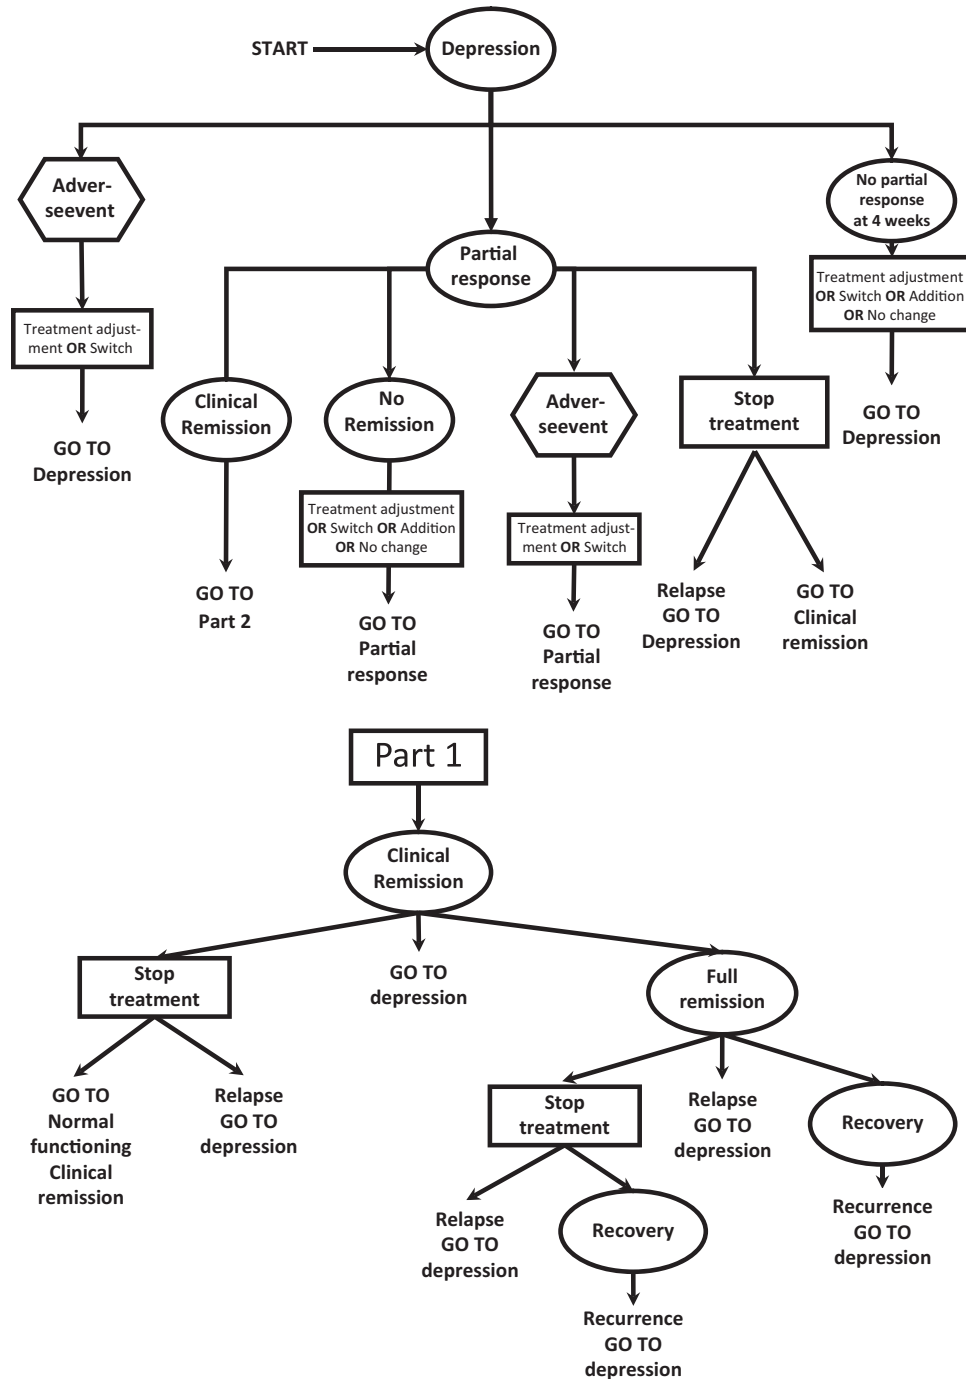 START
Depression
Adver-
seevent
Treatment adjust-
ment OR Switch
GO TO
Depression
Partial
response
No partial
response
at 4 weeks
Treatment adjustment
OR Switch OR Addition
OR No change
GO TO
Depression
Clinical
Remission
GO TO
Part 2
No
Remission
Treatment adjustment
OR Switch OR Addition
OR No change
GO TO
Partial
response
Adver-
seevent
Treatment adjust-
ment OR Switch
GO TO
Partial
response
Stop
treatment
Relapse
GO TO
Depression
GO TO
Clinical
remission
Part 1
Clinical
Remission
Stop
treatment
GO TO
Normal
functioning
Clinical
remission
Relapse
GO TO
depression
GO TO
depression
Full
remission
Stop
treatment
Relapse
GO TO
depression
Recovery
Recurrence
GO TO
depression
Relapse
GO TO
depression
Recovery
Recurrence
GO TO
depression